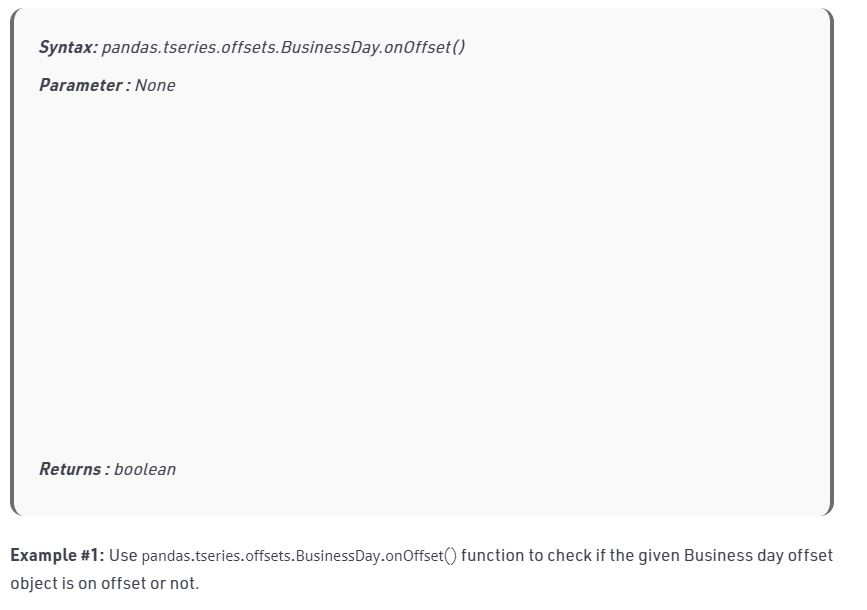 Syntax: pandas.tseries.offsets.BusinessDay.onOffset()
Parameter : None
Returns : boolean
Example #1: Use pandas.tseries.offsets.BusinessDay.onOffset() function to check if the given Business day offset
object is on offset or not.